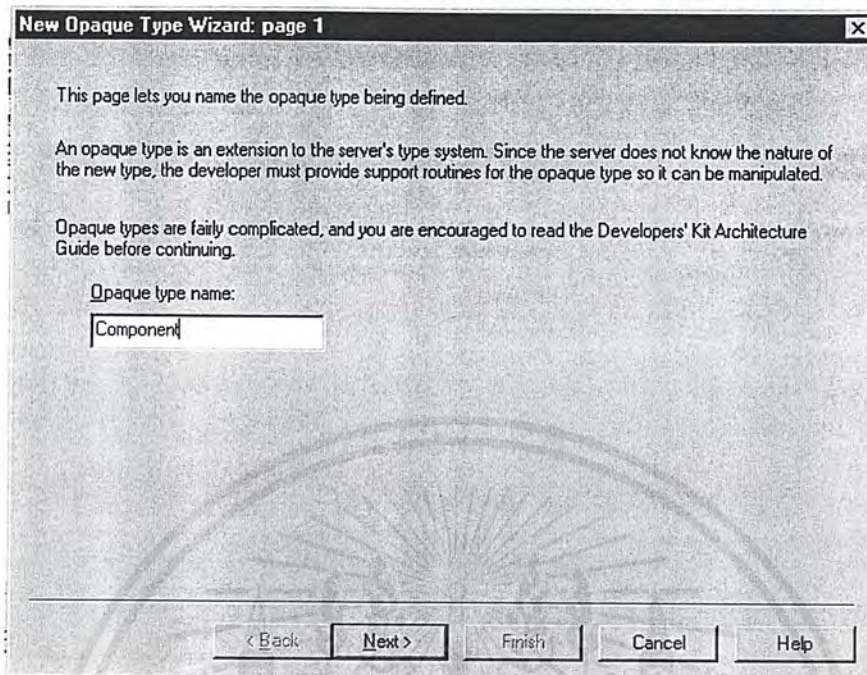 New Opaque Type Wizard: page 1
This page lets you name the opaque type being defined.
An opaque type is an extension to the server's type system. Since the server does not know the nature of
the new type, the developer must provide support routines for the opaque type so it can be manipulated.
Opaque types are fairly complicated, and you are encouraged to read the Developers' Kit Architecture
Guide before continuing.
Opaque type name:
Component
< Back Next > Finish Cancel Help